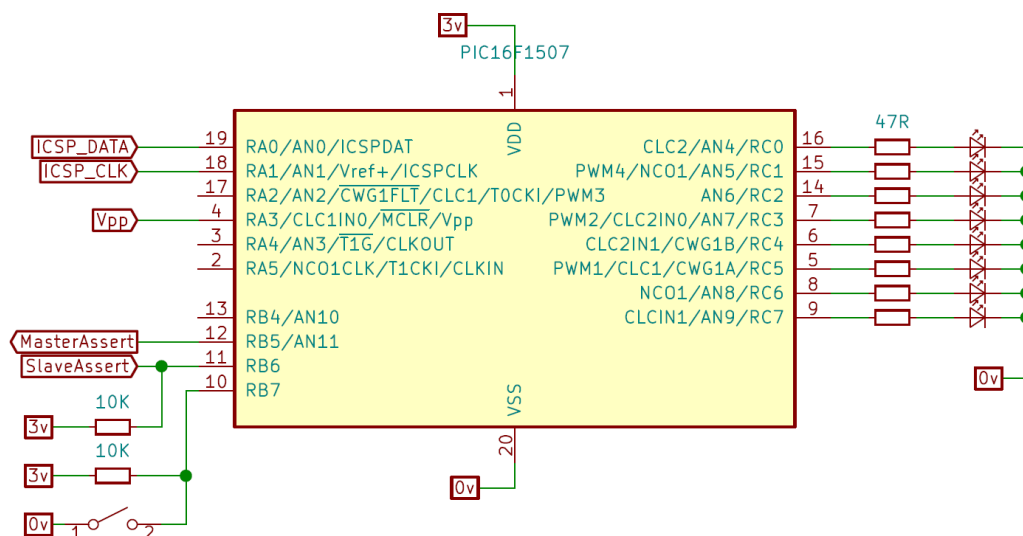 3v
PIC16F1507
1
VDD
47R
ICSP_DATA 19 RA0/AN0/ICSPDAT CLC2/AN4/RC0 16
ICSP_CLK 18 RA1/AN1/Vref+/ICSPCLK PWM4/NCO1/AN5/RC1 15
17 RA2/AN2/CWG1FLT/CLC1/T0CKI/PWM3 AN6/RC2 14
Vpp 4 RA3/CLC1IN0/MCLR/Vpp PWM2/CLC2IN0/AN7/RC3 7
3 RA4/AN3/T1G/CLKOUT CLC2IN1/CWG1B/RC4 6
2 RA5/NCO1CLK/T1CKI/CLKIN PWM1/CLC1/CWG1A/RC5 5
NCO1/AN8/RC6 8
13 RB4/AN10 CLCIN1/AN9/RC7 9
MasterAssert 12 RB5/AN11
SlaveAssert 11 RB6
10 RB7
0v
10K
VSS
3v
20
10K
3v
0v
0v
1 2